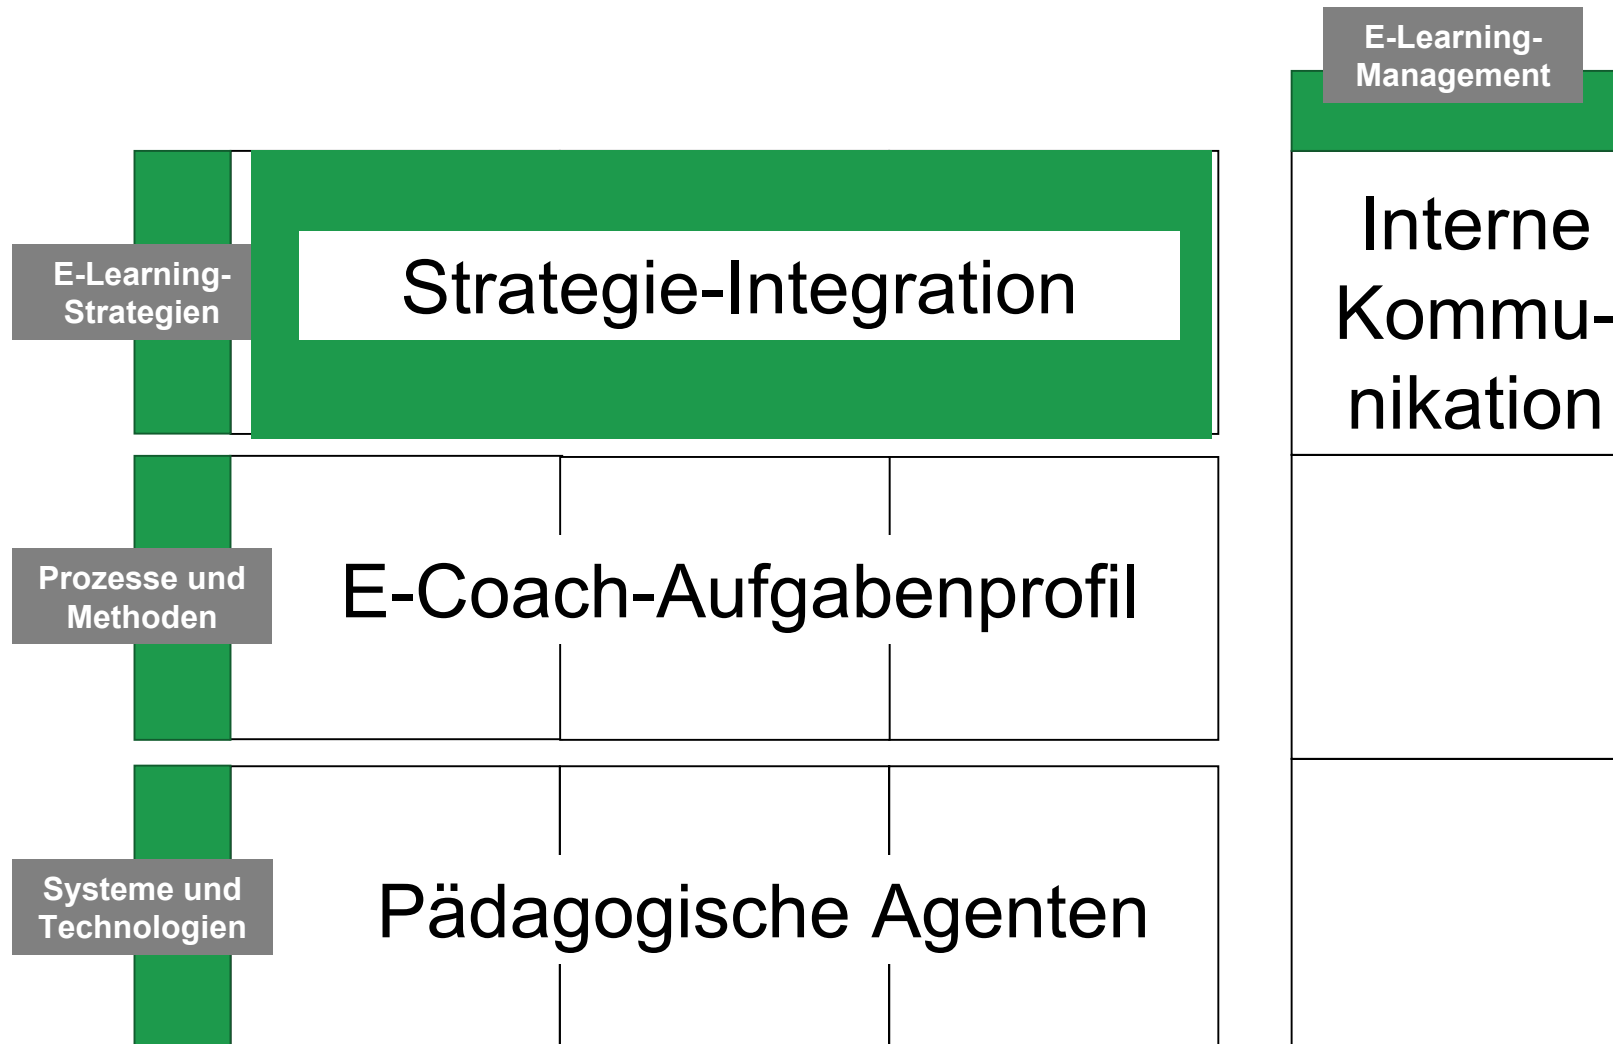 E-Learning-
Management
E-Learning-
Strategien
Strategie-Integration
Interne
Kommu-
nikation
Prozesse und
Methoden
E-Coach-Aufgabenprofil
Systeme und
Technologien
Pädagogische Agenten